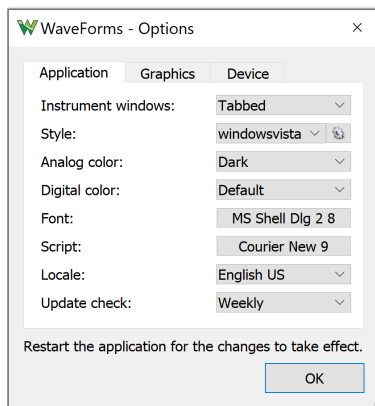 WaveForms - Options
Application Graphics Device
Instrument windows: Tabbed
Style: windowsvista
Analog color: Dark
Digital color: Default
Font: MS Shell Dlg 2 8
Script: Courier New 9
Locale: English US
Update check: Weekly
Restart the application for the changes to take effect.
OK